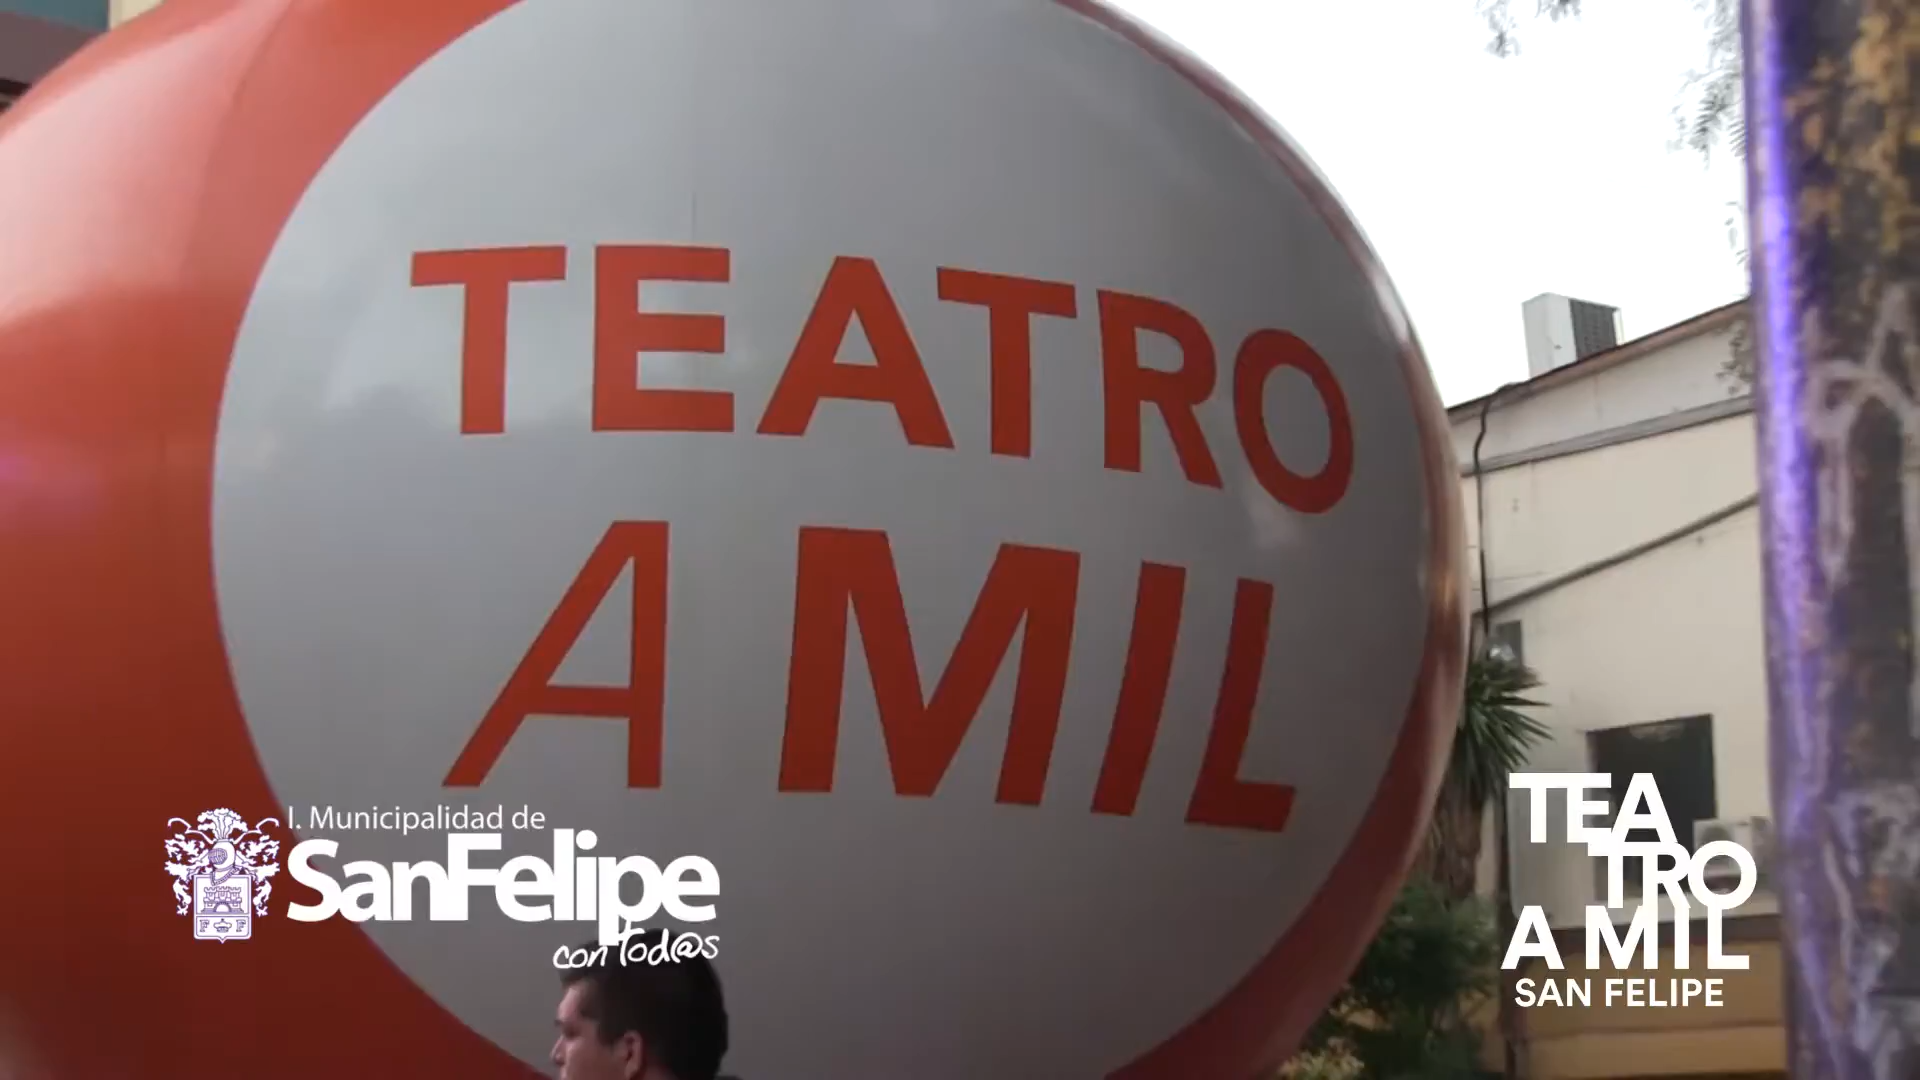 TEATRO
A MIL
I. Municipalidad de
SanFelipe
con Tod@s
TEA
TRO
A MIL
SAN FELIPE